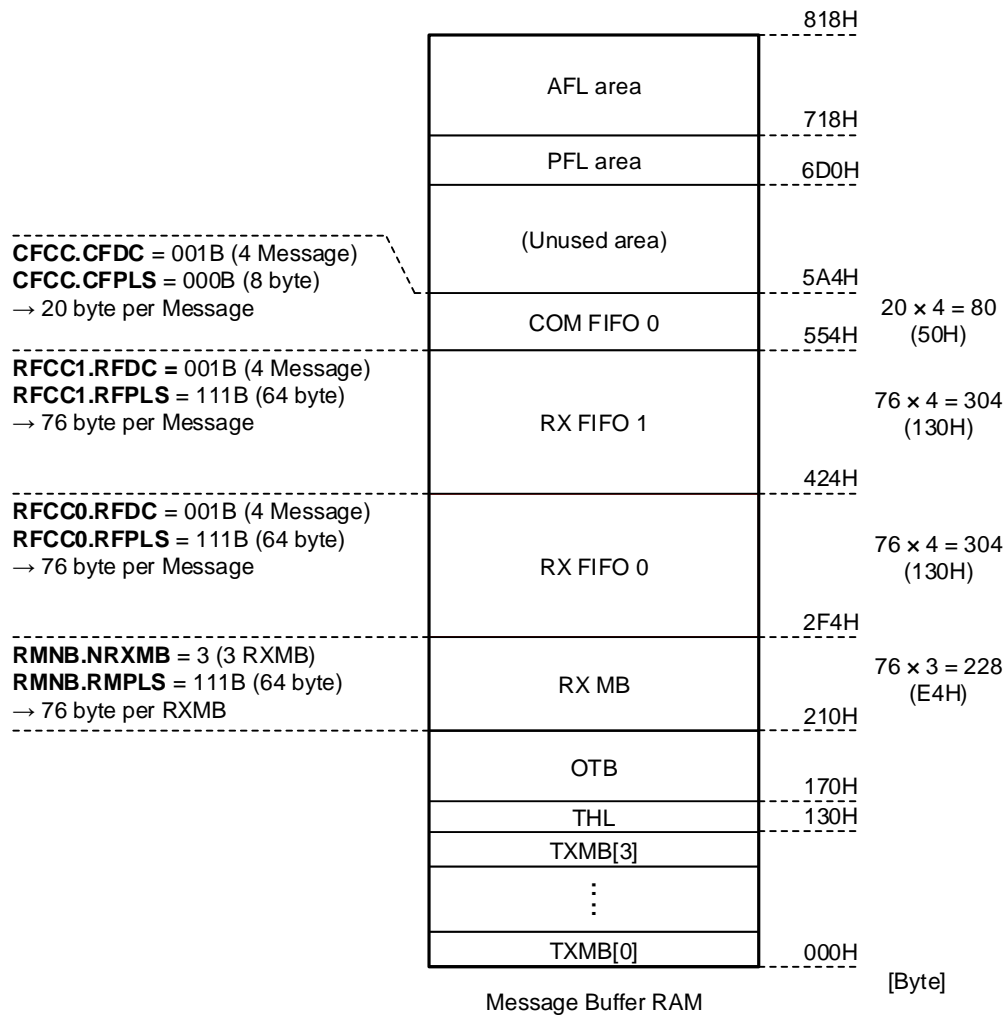 818H
AFL area
718H
PFL area
6D0H
(Unused area)
CFCC.CFDC = 001B (4 Message)
CFCC.CFPLS = 000B (8 byte)
→ 20 byte per Message
5A4H
COM FIFO 0
20 × 4 = 80
(50H)
554H
RFCC1.RFDC = 001B (4 Message)
RFCC1.RFPLS = 111B (64 byte)
→ 76 byte per Message
RX FIFO 1
76 × 4 = 304
(130H)
424H
RFCC0.RFDC = 001B (4 Message)
RFCC0.RFPLS = 111B (64 byte)
→ 76 byte per Message
RX FIFO 0
76 × 4 = 304
(130H)
2F4H
RMNB.NRXMB = 3 (3 RXMB)
RMNB.RMPLS = 111B (64 byte)
→ 76 byte per RXMB
RX MB
76 × 3 = 228
(E4H)
210H
OTB
170H
THL
130H
TXMB[3]
⋮
TXMB[0]
000H
[Byte]
Message Buffer RAM